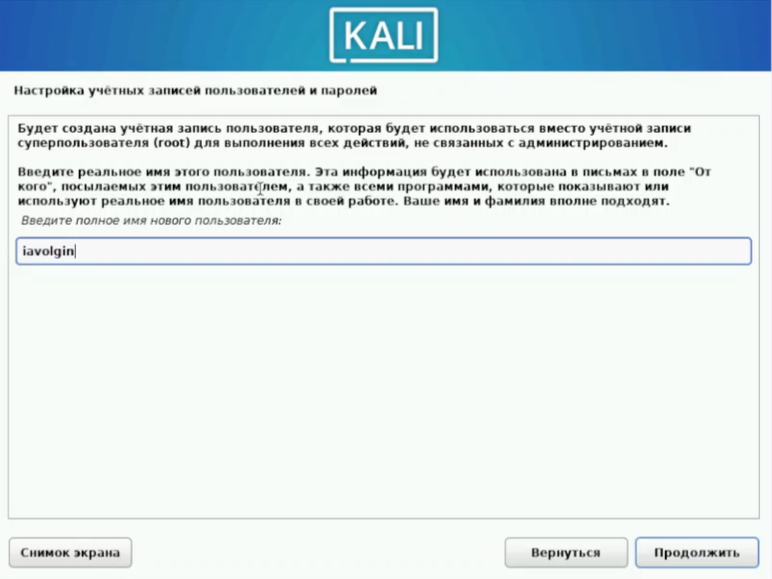 KALI
Настройка учётных записей пользователей и паролей
Будет создана учётная запись пользователя, которая будет использоваться вместо учётной записи
суперпользователя (root) для выполнения всех действий, не связанных с администрированием.
Введите реальное имя этого пользователя. Эта информация будет использована в письмах в поле "От
кого", посылаемых этим пользователем, а также всеми программами, которые показывают или
используют реальное имя пользователя в своей работе. Ваше имя и фамилия вполне подходят.
Введите полное имя нового пользователя:
iavolgin
Снимок экрана
Вернуться
Продолжить